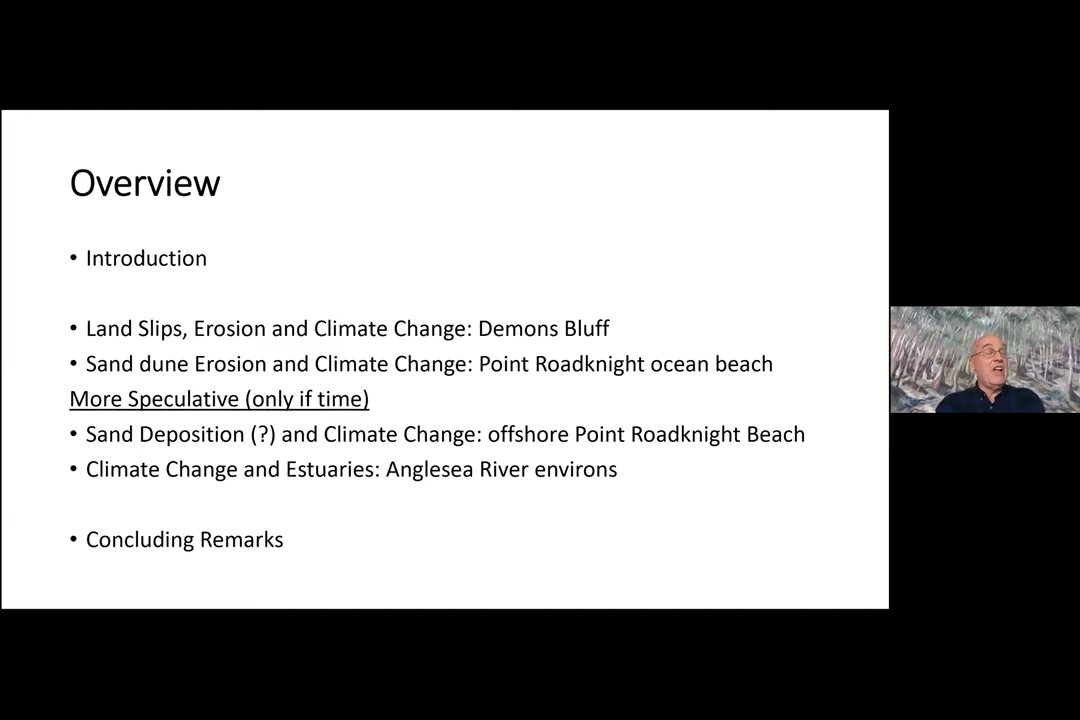 Overview
• Introduction
• Land Slips, Erosion and Climate Change: Demons Bluff
• Sand dune Erosion and Climate Change: Point Roadknight ocean beach
More Speculative (only if time)
• Sand Deposition (?) and Climate Change: offshore Point Roadknight Beach
• Climate Change and Estuaries: Anglesea River environs
• Concluding Remarks